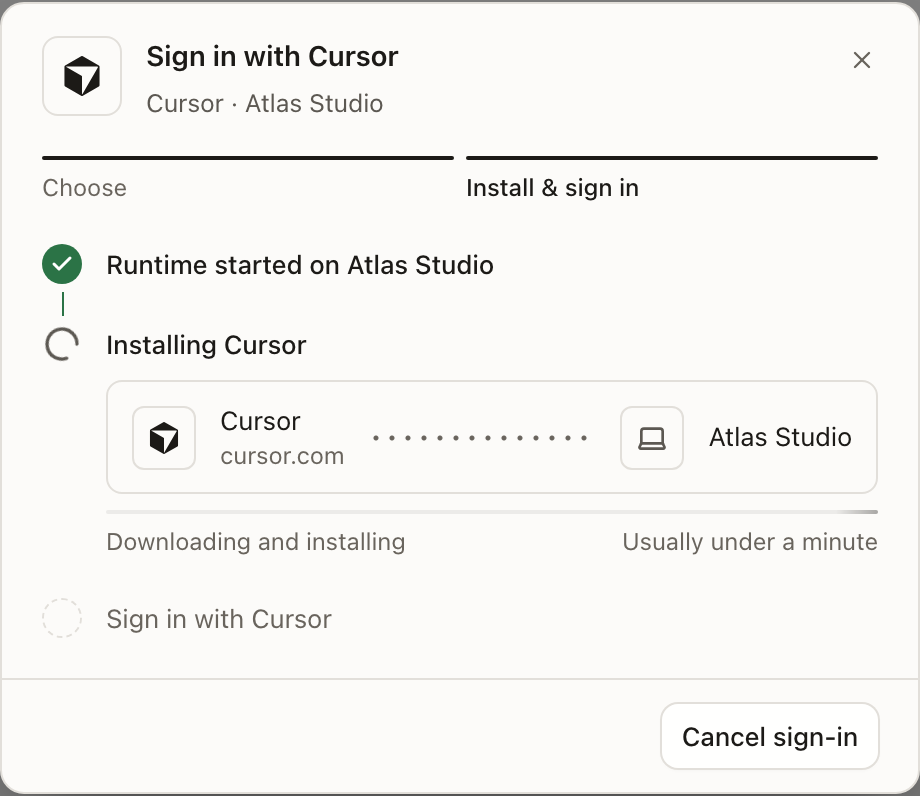 Sign in with Cursor
Cursor · Atlas Studio
Choose
Install & sign in
Runtime started on Atlas Studio
Installing Cursor
Cursor
cursor.com
Atlas Studio
Downloading and installing
Usually under a minute
Sign in with Cursor
Cancel sign-in